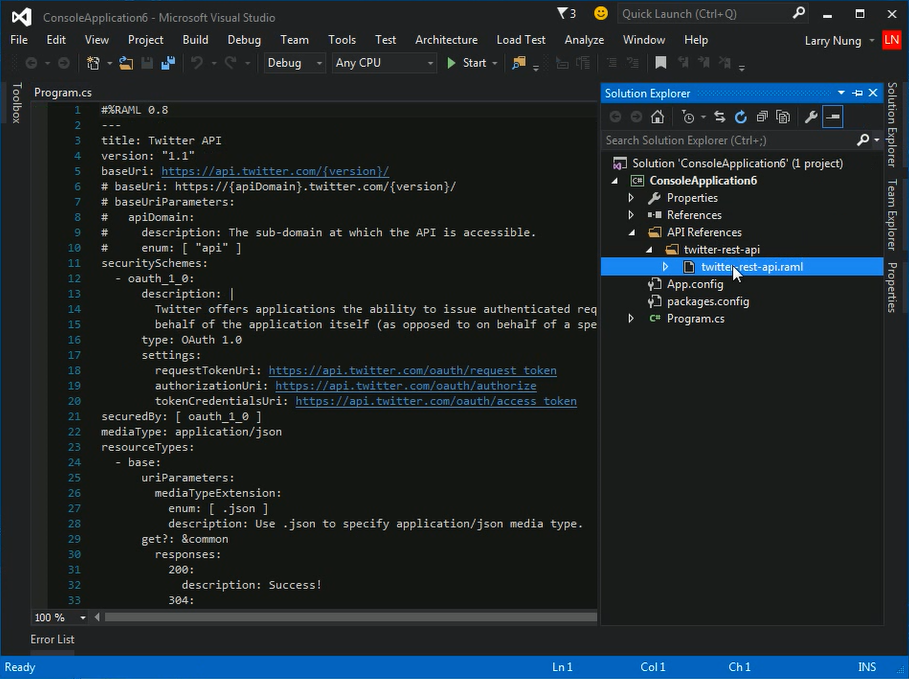 ConsoleApplication6 - Microsoft Visual Studio
3
Quick Launch (Ctrl+Q)
File Edit View Project Build Debug Team Tools Test Architecture Load Test Analyze Window Help
Larry Nung
LN
Debug
Any CPU
Start
Toolbox
Program.cs
1 #%RAML 0.8
2 ---
3 title: Twitter API
4 version: "1.1"
5 baseUri: https://api.twitter.com/{version}/
6 # baseUri: https://{apiDomain}.twitter.com/{version}/
7 # baseUriParameters:
8 #   apiDomain:
9 #     description: The sub-domain at which the API is accessible.
10 #     enum: [ "api" ]
11 securitySchemes:
12   - oauth_1_0:
13       description: |
14         Twitter offers applications the ability to issue authenticated req
15         behalf of the application itself (as opposed to on behalf of a spe
16       type: OAuth 1.0
17       settings:
18         requestTokenUri: https://api.twitter.com/oauth/request_token
19         authorizationUri: https://api.twitter.com/oauth/authorize
20         tokenCredentialsUri: https://api.twitter.com/oauth/access_token
21 securedBy: [ oauth_1_0 ]
22 mediaType: application/json
23 resourceTypes:
24   - base:
25       uriParameters:
26         mediaTypeExtension:
27           enum: [ .json ]
28           description: Use .json to specify application/json media type.
29       get?: &common
30         responses:
31           200:
32             description: Success!
33           304:
100 %
Solution Explorer
Search Solution Explorer (Ctrl+;)
Solution 'ConsoleApplication6' (1 project)
C# ConsoleApplication6
Properties
References
API References
twitter-rest-api
twitter-rest-api.raml
App.config
packages.config
C# Program.cs
Solution Explorer
Team Explorer
Properties
Error List
Ready
Ln 1
Col 1
Ch 1
INS